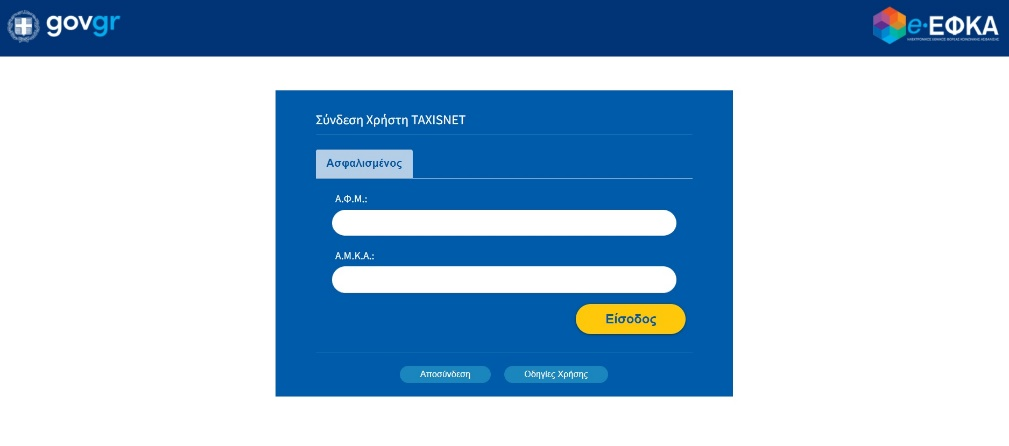 govgr
e-ΕΦΚΑ
Σύνδεση Χρήστη TAXISNET
Ασφαλισμένος
Α.Φ.Μ.:
Α.Μ.Κ.Α.:
Είσοδος
Αποσύνδεση
Οδηγίες Χρήσης